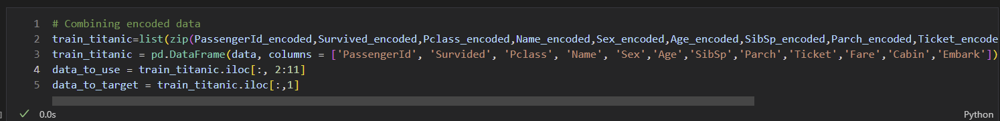 1 # Combining encoded data
2 train_titanic=list(zip(PassengerId_encoded,Survived_encoded,Pclass_encoded,Name_encoded,Sex_encoded,Age_encoded,SibSp_encoded,Parch_encoded,Ticket_encode
3 train_titanic = pd.DataFrame(data, columns = ['PassengerId', 'Survided', 'Pclass', 'Name', 'Sex','Age','SibSp','Parch','Ticket','Fare','Cabin','Embark'])
4 data_to_use = train_titanic.iloc[:, 2:11]
5 data_to_target = train_titanic.iloc[:,1]
] 0.0s Python